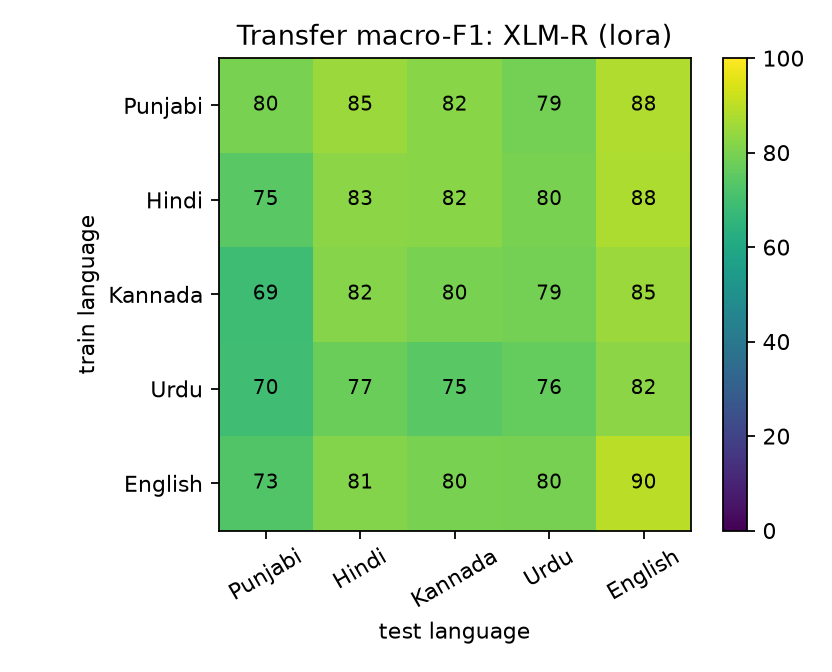 Transfer macro-F1: XLM-R (lora)
train language
Punjabi 80 85 82 79 88
Hindi 75 83 82 80 88
Kannada 69 82 80 79 85
Urdu 70 77 75 76 82
English 73 81 80 80 90
Punjabi Hindi Kannada Urdu English
test language
100
80
60
40
20
0